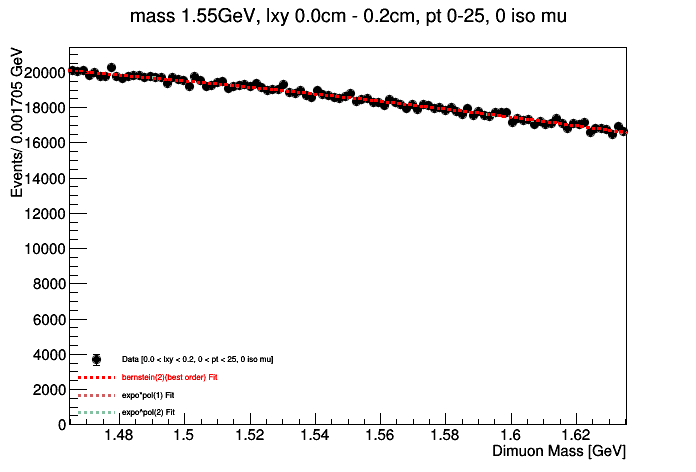 mass 1.55GeV, lxy 0.0cm - 0.2cm, pt 0-25, 0 iso mu
Events/ 0.001705 GeV
20000
18000
16000
14000
12000
10000
8000
6000
4000
2000
0
Data [0.0 < lxy < 0.2, 0 < pt < 25, 0 iso mu]
bernstein(2)(best order) Fit
expo*pol(1) Fit
expo^pol(2) Fit
1.48 1.5 1.52 1.54 1.56 1.58 1.6 1.62
Dimuon Mass [GeV]